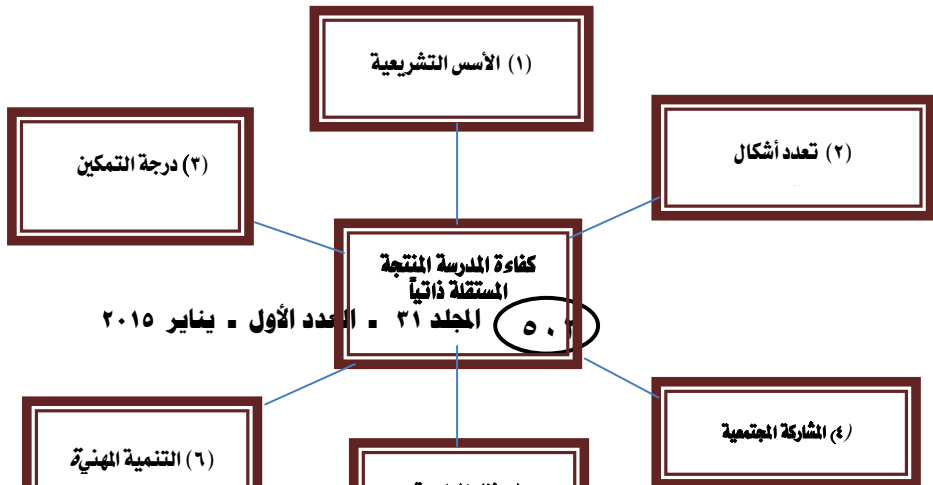 (١) الأسس التشريعية
(٢) تعدد أشكال
(٣) درجة التمكين
كفاءة المدرسة المنتجة
المستقلة ذاتياً
المجلد ٣١ ـ العدد الأول ـ يناير ٢٠١٥
(٤) المشاركة المجتمعية
(٦) التنمية المهنية